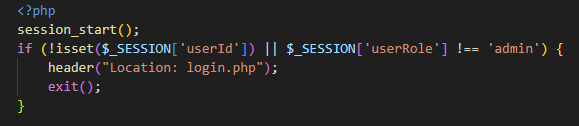 <?php
session_start();
if (!isset($_SESSION['userId']) || $_SESSION['userRole'] !== 'admin') {
    header("Location: login.php");
    exit();
}